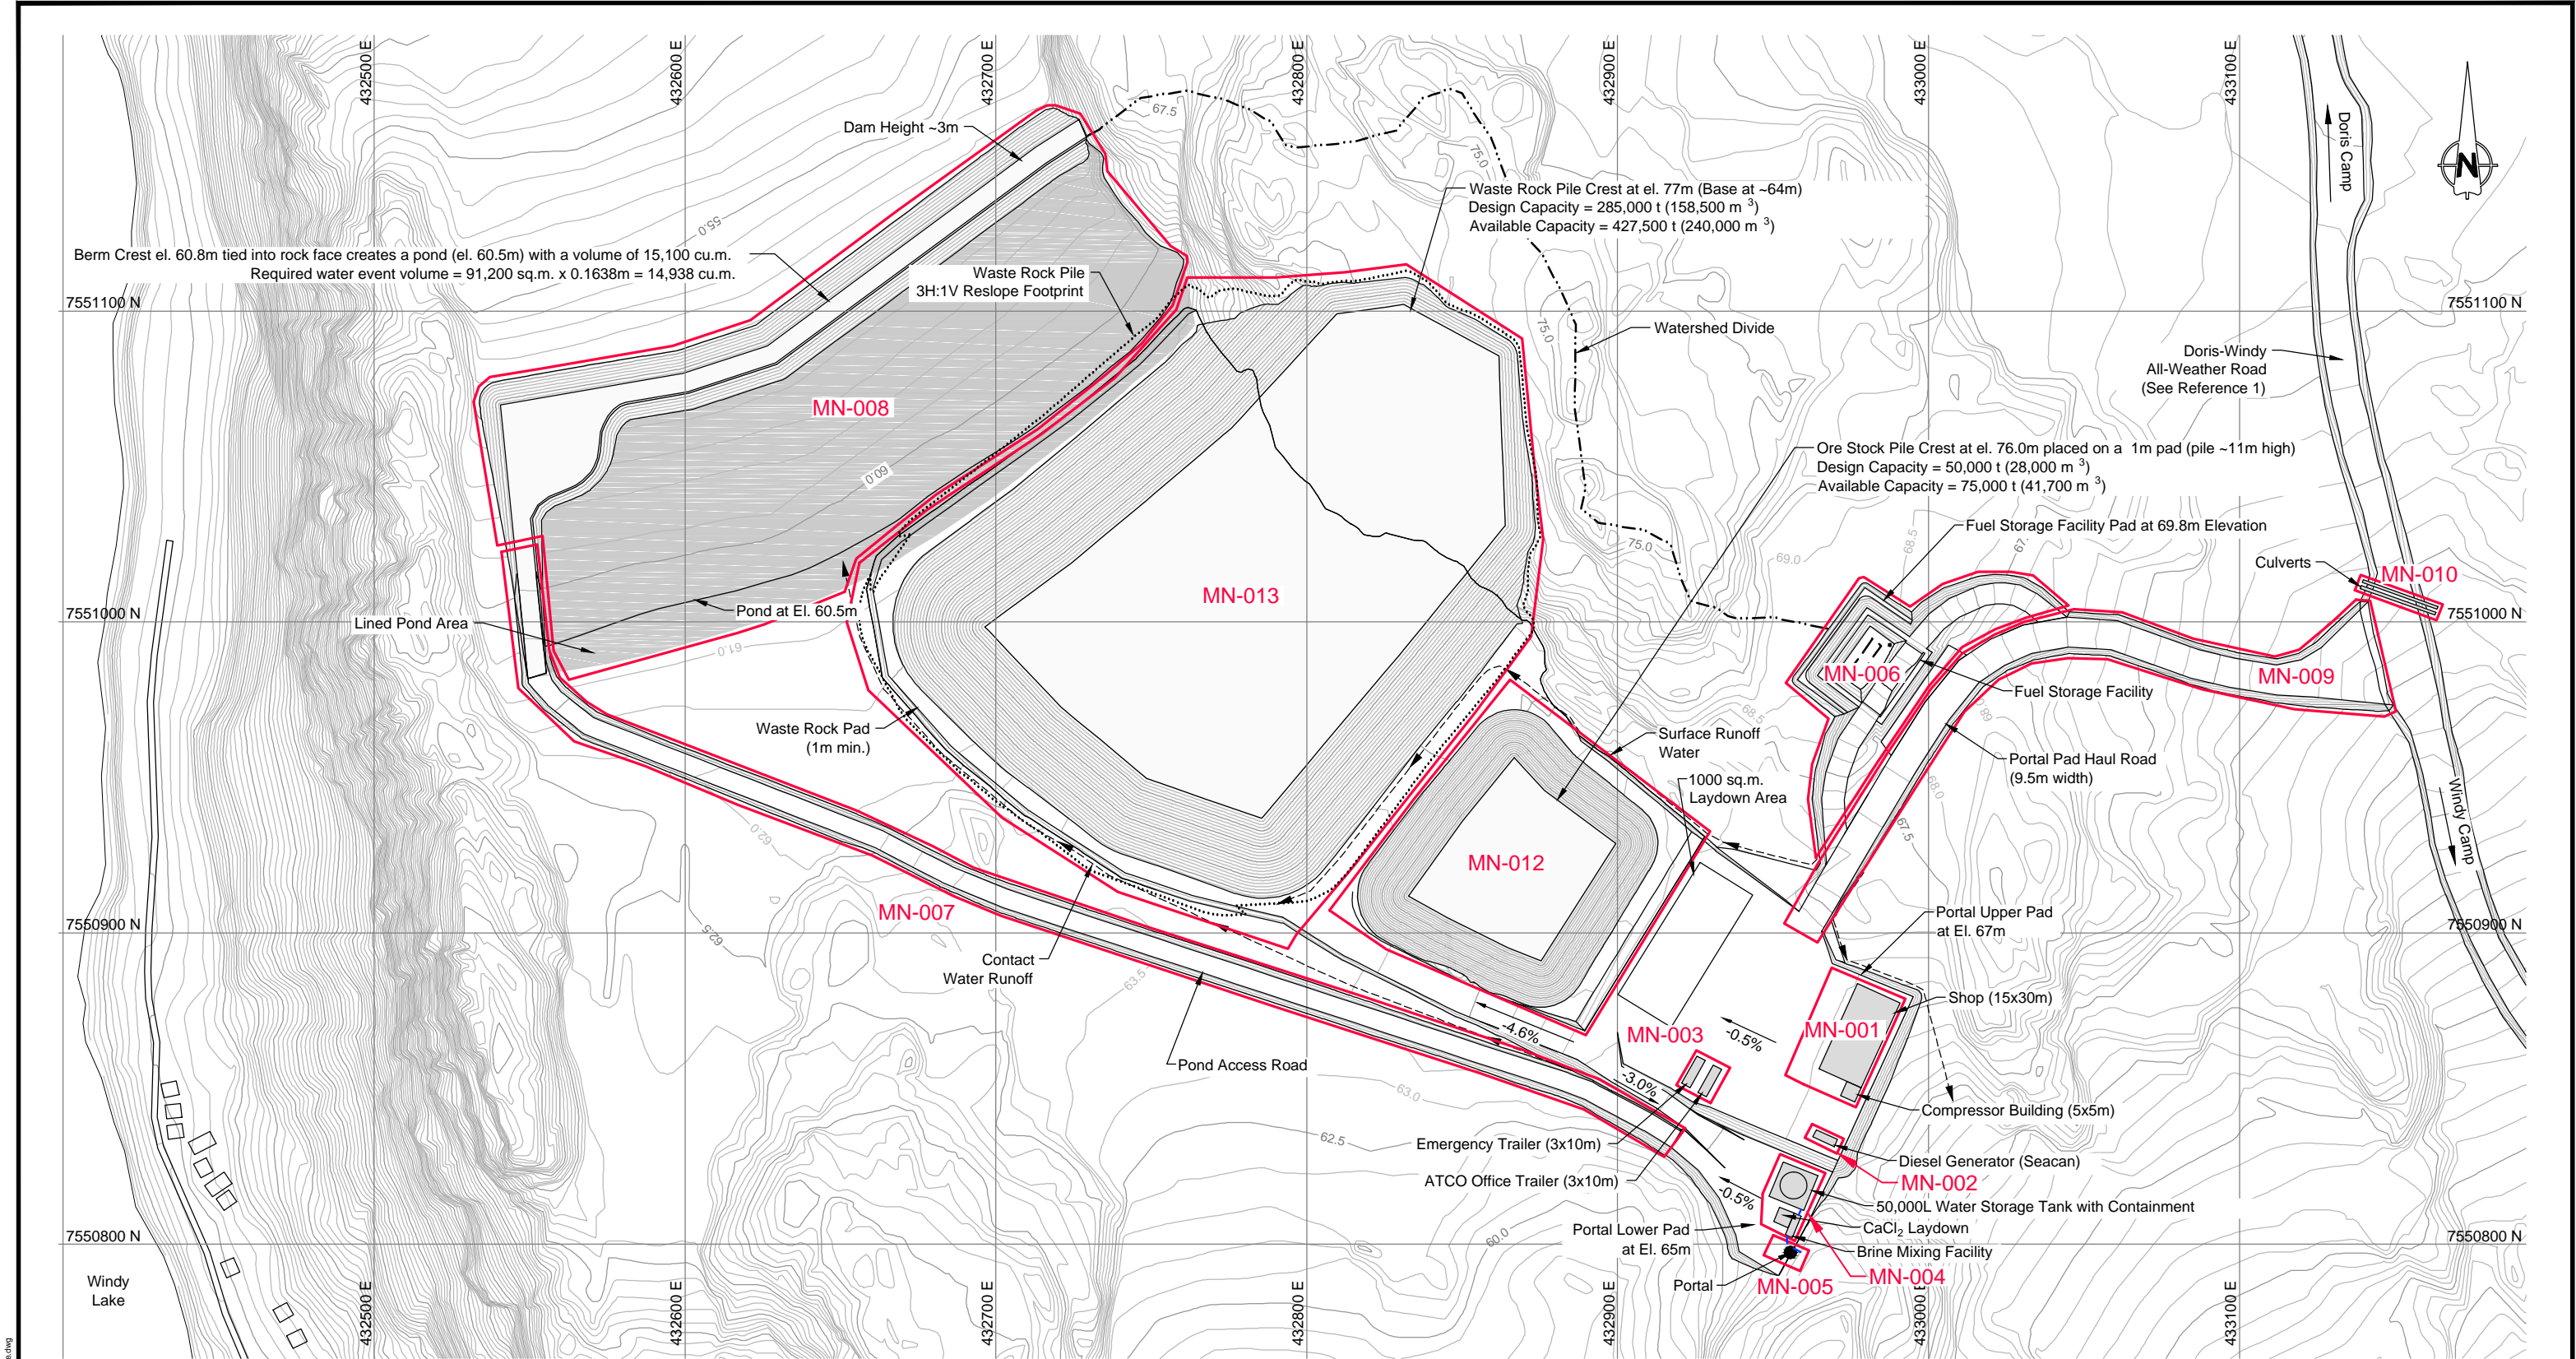 432500 E
432600 E
432700 E
432800 E
432900 E
433000 E
433100 E
67.5
Doris Camp
N
Dam Height ~3m
75.0
Waste Rock Pile Crest at el. 77m (Base at ~64m)
Design Capacity = 285,000 t (158,500 m 3)
Available Capacity = 427,500 t (240,000 m 3)
55.0
Berm Crest el. 60.8m tied into rock face creates a pond (el. 60.5m) with a volume of 15,100 cu.m.
Required water event volume = 91,200 sq.m. x 0.1638m = 14,938 cu.m.
Waste Rock Pile
3H:1V Reslope Footprint
7551100 N
7551100 N
75.0
Watershed Divide
Doris-Windy
All-Weather Road
(See Reference 1)
MN-008
Ore Stock Pile Crest at el. 76.0m placed on a 1m pad (pile ~11m high)
Design Capacity = 50,000 t (28,000 m 3)
Available Capacity = 75,000 t (41,700 m 3)
60.0
Fuel Storage Facility Pad at 69.8m Elevation
75.0
69.0
68.5
67.
Culverts
MN-010
MN-013
Pond at El. 60.5m
7551000 N
7551000 N
Lined Pond Area
61.0
MN-006
MN-009
Fuel Storage Facility
68.5
68.0
Waste Rock Pad
(1m min.)
Surface Runoff
Water
Portal Pad Haul Road
(9.5m width)
1000 sq.m.
Laydown Area
68.0
Windy Camp
62.0
67.5
MN-012
MN-007
62.5
7550900 N
7550900 N
Portal Upper Pad
at El. 67m
Contact
Water Runoff
63.5
Shop (15x30m)
-4.6%
MN-003
-0.5%
MN-001
Pond Access Road
-3.0%
63.0
Compressor Building (5x5m)
62.5
Emergency Trailer (3x10m)
Diesel Generator (Seacan)
ATCO Office Trailer (3x10m)
MN-002
-0.5%
50,000L Water Storage Tank with Containment
Portal Lower Pad
at El. 65m
CaCl2 Laydown
60.0
7550800 N
7550800 N
Brine Mixing Facility
Windy
Lake
Portal
MN-005
MN-004
432500 E
432600 E
432700 E
432800 E
432900 E
433000 E
433100 E